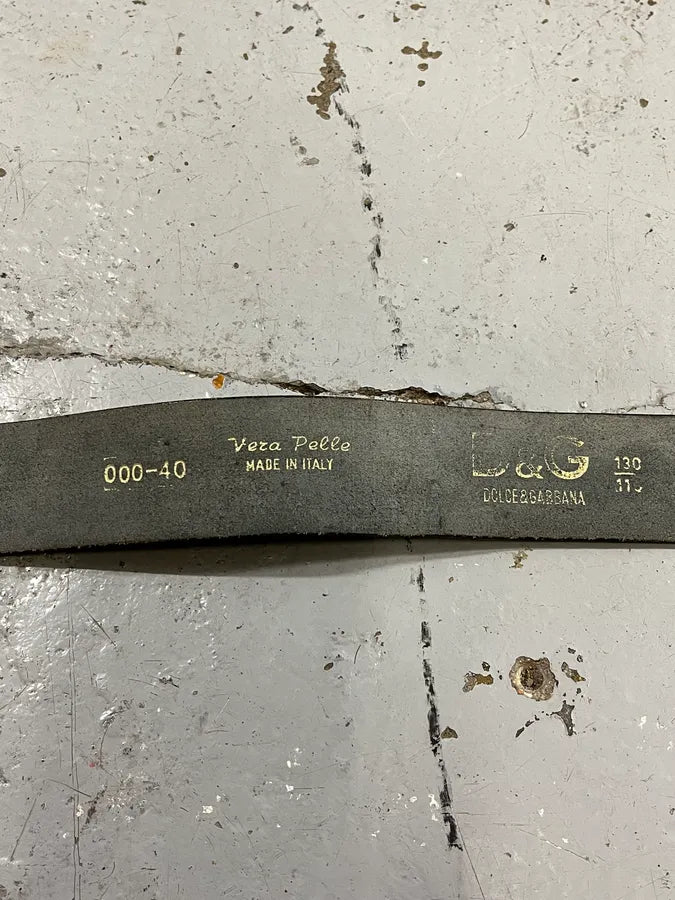 000-40
Vera Pelle
MADE IN ITALY
D&G
DOLCE&GABBANA
130